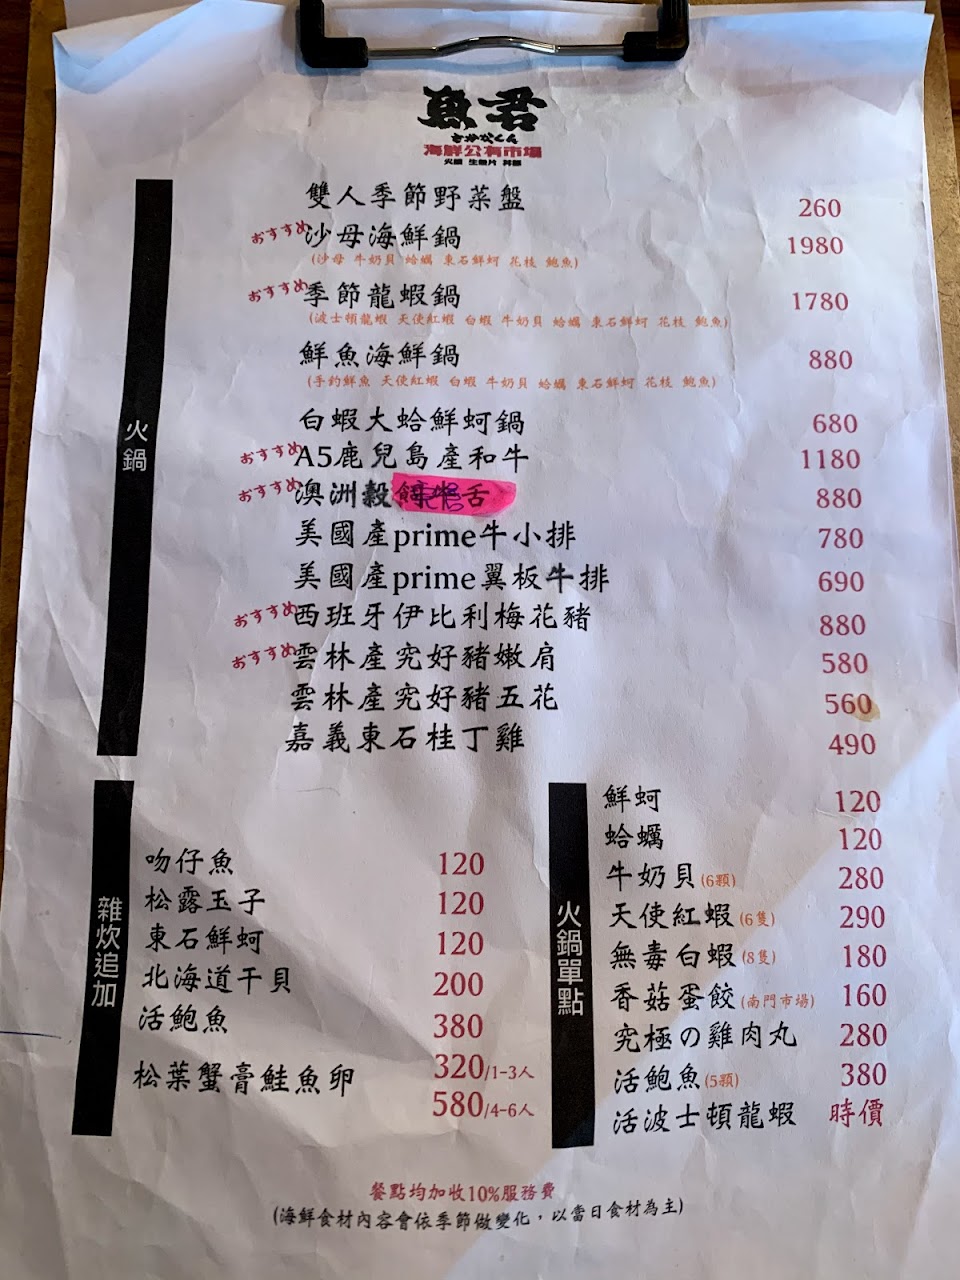 魚君
さかなくん
海鮮公有市場
火鍋 生魚片 丼飯
火鍋
雙人季節野菜盤 260
おすすめ 沙母海鮮鍋 1980
(沙母 牛奶貝 蛤蠣 東石鮮蚵 花枝 鮑魚)
おすすめ 季節龍蝦鍋 1780
(波士頓龍蝦 天使紅蝦 白蝦 牛奶貝 蛤蠣 東石鮮蚵 花枝 鮑魚)
鮮魚海鮮鍋 880
(手釣鮮魚 天使紅蝦 白蝦 牛奶貝 蛤蠣 東石鮮蚵 花枝 鮑魚)
白蝦大蛤鮮蚵鍋 680
おすすめ A5鹿兒島產和牛 1180
おすすめ 澳洲穀飼牛舌 880
美國產prime牛小排 780
美國產prime翼板牛排 690
おすすめ 西班牙伊比利梅花豬 880
おすすめ 雲林產究好豬嫩肩 580
雲林產究好豬五花 560
嘉義東石桂丁雞 490
雜炊追加
吻仔魚 120
松露玉子 120
東石鮮蚵 120
北海道干貝 200
活鮑魚 380
松葉蟹膏鮭魚卵 320/1-3人
580/4-6人
火鍋單點
鮮蚵 120
蛤蠣 120
牛奶貝(6顆) 280
天使紅蝦(6隻) 290
無毒白蝦(8隻) 180
香菇蛋餃(南門市場) 160
究極の雞肉丸 280
活鮑魚(5顆) 380
活波士頓龍蝦 時價
餐點均加收10%服務費
(海鮮食材內容會依季節做變化，以當日食材為主)